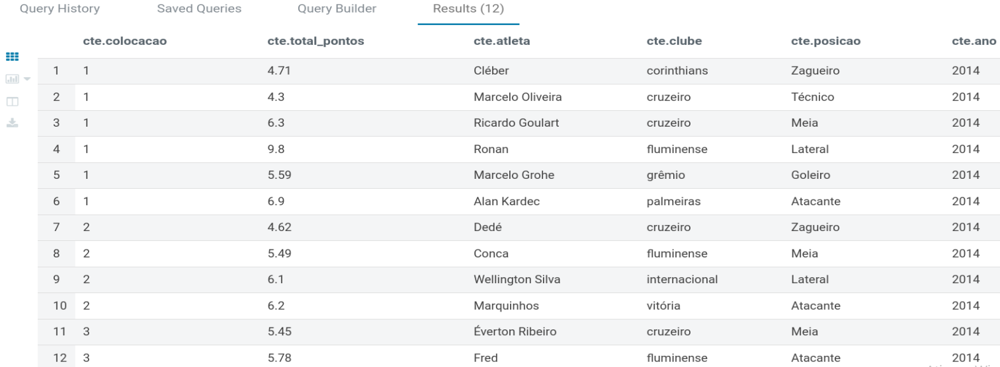 Query History Saved Queries Query Builder Results (12)
cte.colocacao cte.total_pontos cte.atleta cte.clube cte.posicao cte.ano
1 1 4.71 Cléber corinthians Zagueiro 2014
2 1 4.3 Marcelo Oliveira cruzeiro Técnico 2014
3 1 6.3 Ricardo Goulart cruzeiro Meia 2014
4 1 9.8 Ronan fluminense Lateral 2014
5 1 5.59 Marcelo Grohe grêmio Goleiro 2014
6 1 6.9 Alan Kardec palmeiras Atacante 2014
7 2 4.62 Dedé cruzeiro Zagueiro 2014
8 2 5.49 Conca fluminense Meia 2014
9 2 6.1 Wellington Silva internacional Lateral 2014
10 2 6.2 Marquinhos vitória Atacante 2014
11 3 5.45 Éverton Ribeiro cruzeiro Meia 2014
12 3 5.78 Fred fluminense Atacante 2014